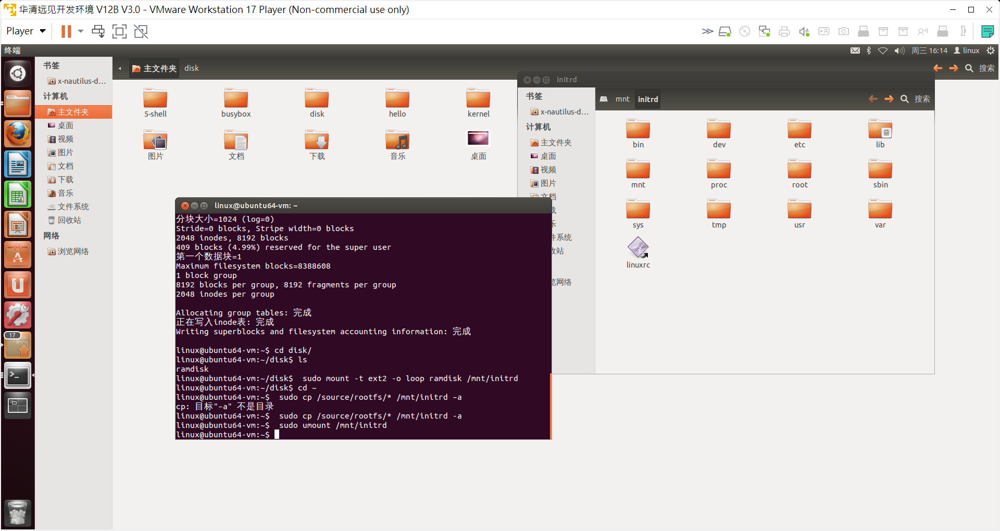 华清远见开发环境 V12B V3.0 - VMware Workstation 17 Player (Non-commercial use only)
Player
终端
周三 16:14
linux
书签
x-nautilus-d...
计算机
主文件夹
桌面
视频
图片
文档
下载
音乐
文件系统
回收站
网络
浏览网络
17
主文件夹
disk
搜索
5-shell
busybox
disk
hello
kernel
图片
文档
下载
音乐
桌面
initrd
书签
x-nautilus-d...
计算机
主文件夹
桌面
视频
图片
文档
件系统
收站
览网络
mnt
initrd
搜索
bin
dev
etc
lib
mnt
proc
root
sbin
sys
tmp
usr
var
linuxrc
linux@ubuntu64-vm: ~
分块大小=1024 (log=0)
Stride=0 blocks, Stripe width=0 blocks
2048 inodes, 8192 blocks
409 blocks (4.99%) reserved for the super user
第一个数据块=1
Maximum filesystem blocks=8388608
1 block group
8192 blocks per group, 8192 fragments per group
2048 inodes per group
Allocating group tables: 完成
正在写入inode表: 完成
Writing superblocks and filesystem accounting information: 完成
linux@ubuntu64-vm:~$ cd disk/
linux@ubuntu64-vm:~/disk$ ls
ramdisk
linux@ubuntu64-vm:~/disk$  sudo mount -t ext2 -o loop ramdisk /mnt/initrd
linux@ubuntu64-vm:~/disk$ cd ~
linux@ubuntu64-vm:~$  sudo cp /source/rootfs/* /mnt/initrd –a
cp: 目标"–a" 不是目录
linux@ubuntu64-vm:~$  sudo cp /source/rootfs/* /mnt/initrd -a
linux@ubuntu64-vm:~$  sudo umount /mnt/initrd
linux@ubuntu64-vm:~$